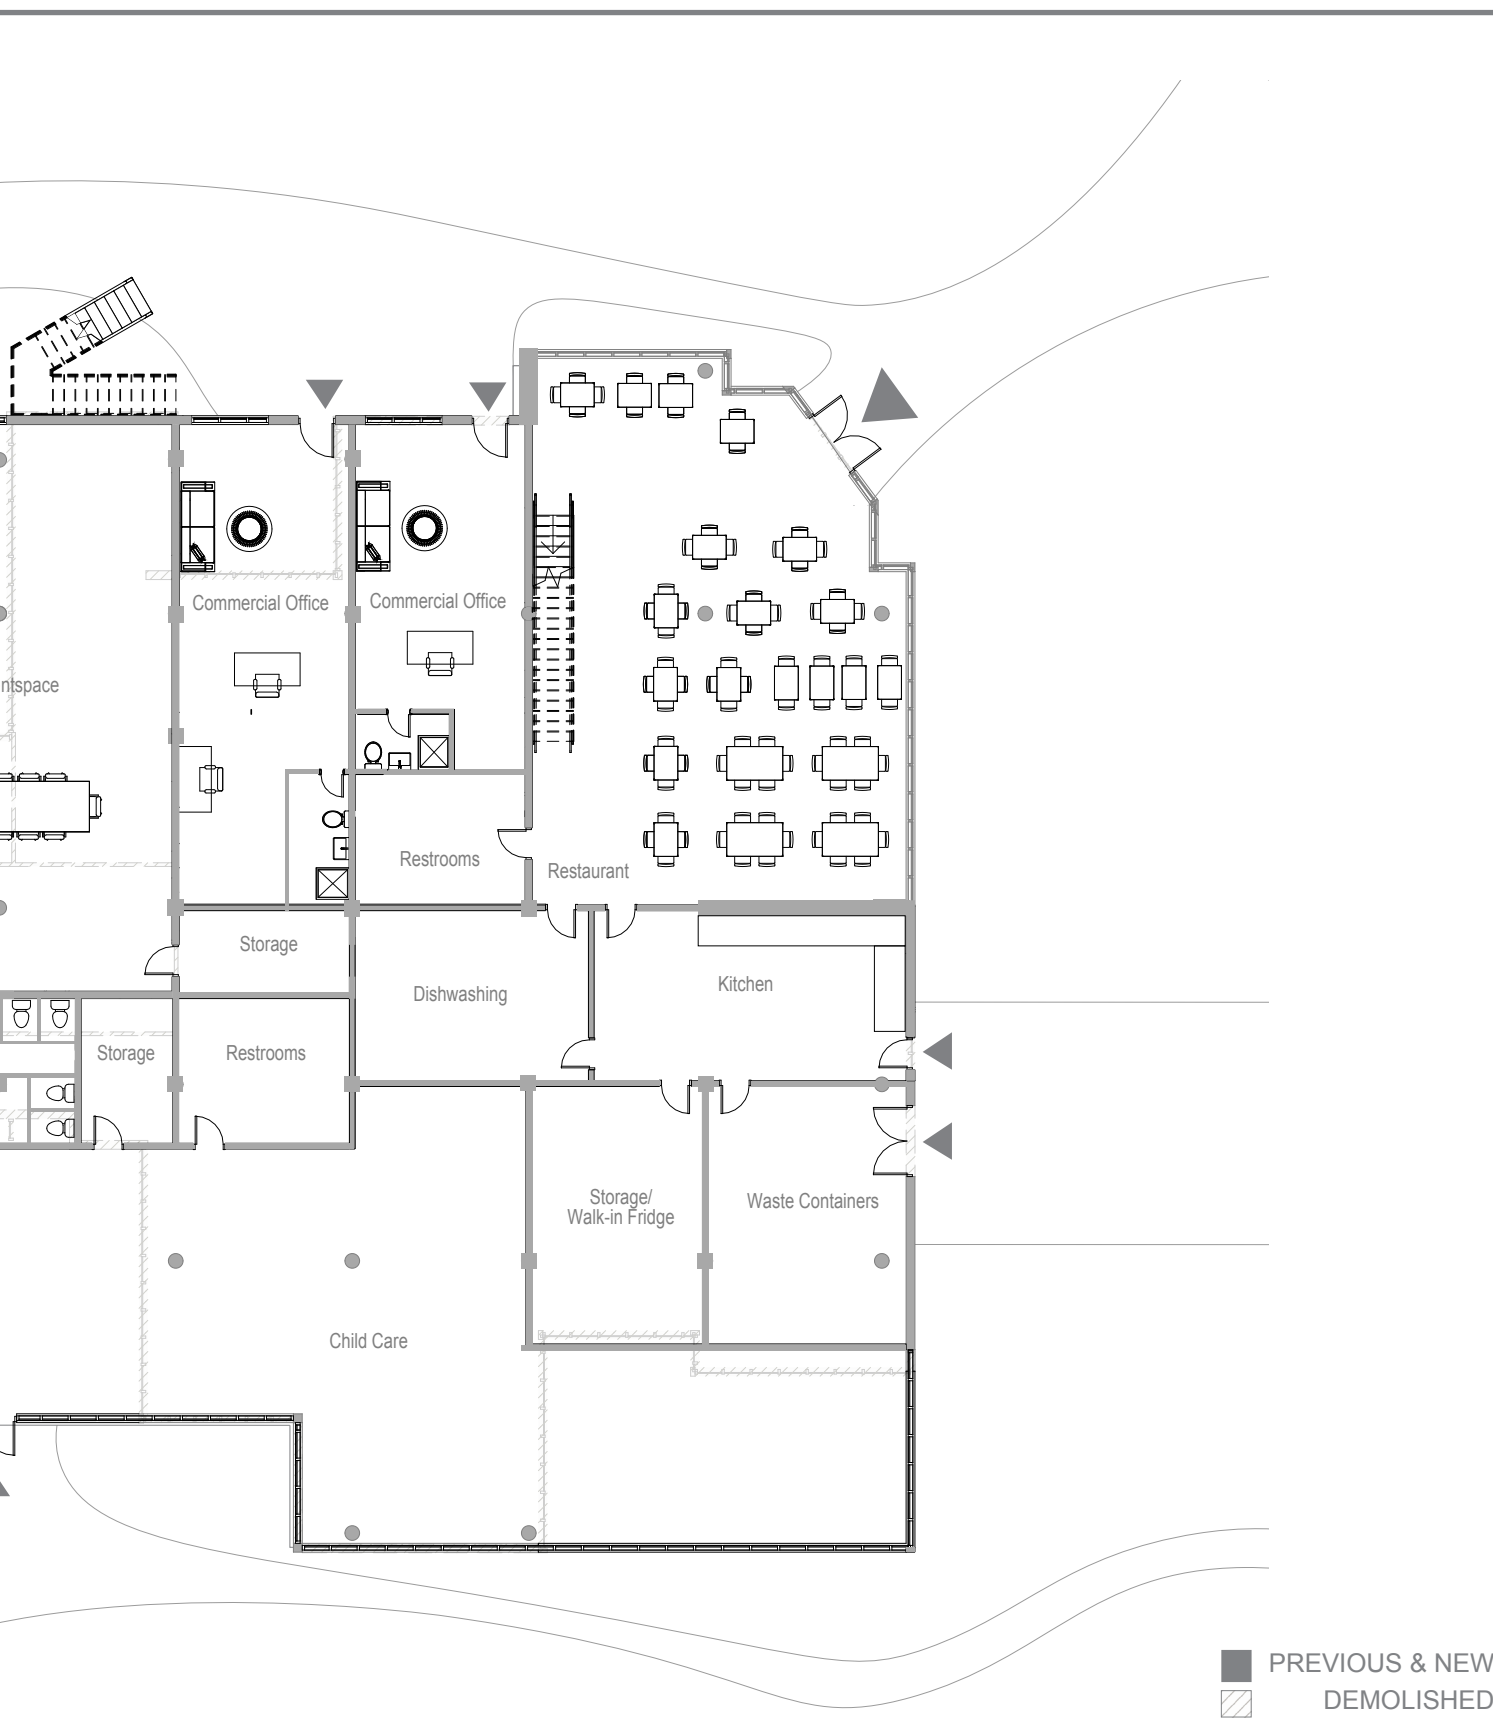 Commercial Office
Commercial Office
ntspace
Restrooms
Restaurant
Storage
Dishwashing
Kitchen
Storage
Restrooms
Storage/
Walk-in Fridge
Waste Containers
Child Care
PREVIOUS & NEW
DEMOLISHED